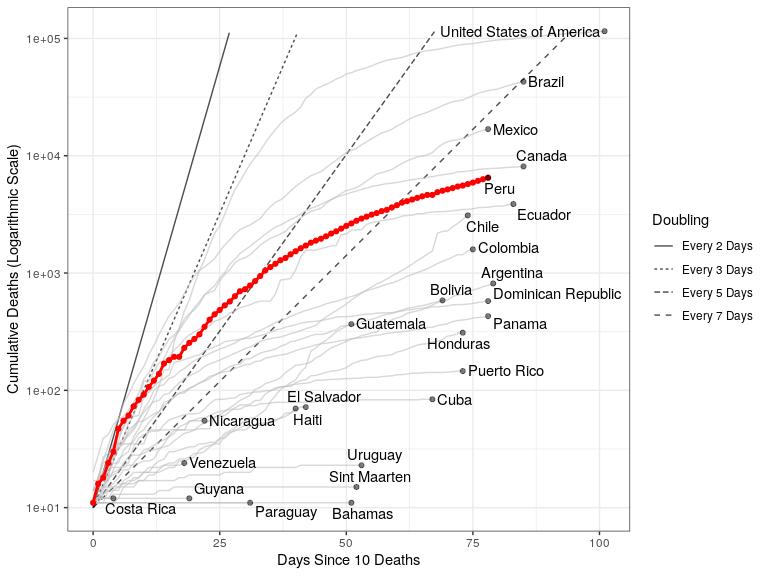 1e+05
1e+04
1e+03
1e+02
1e+01
Cumulative Deaths (Logarithmic Scale)
United States of America
Brazil
Mexico
Canada
Peru
Ecuador
Chile
Colombia
Argentina
Bolivia
Dominican Republic
Guatemala
Panama
Honduras
Puerto Rico
El Salvador
Cuba
Haiti
Nicaragua
Uruguay
Venezuela
Sint Maarten
Guyana
Costa Rica
Paraguay
Bahamas
0
25
50
75
100
Days Since 10 Deaths
Doubling
Every 2 Days
Every 3 Days
Every 5 Days
Every 7 Days